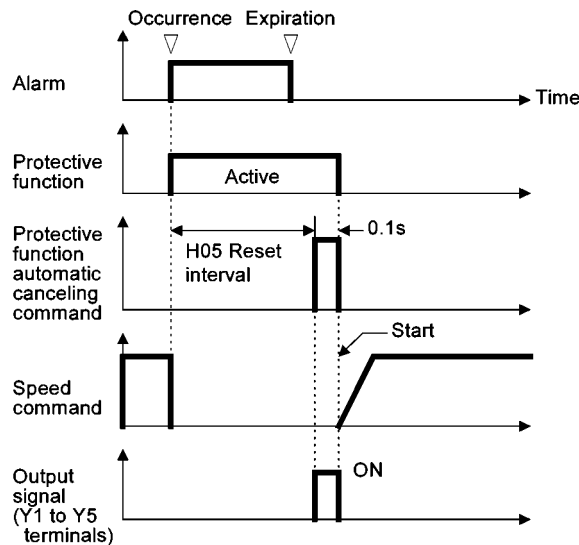 Occurrence Expiration
Alarm
Time
Protective
function
Active
Protective
function
automatic
canceling
command
H05 Reset
interval
0.1s
Start
Speed
command
Output
signal
(Y1 to Y5
terminals)
ON